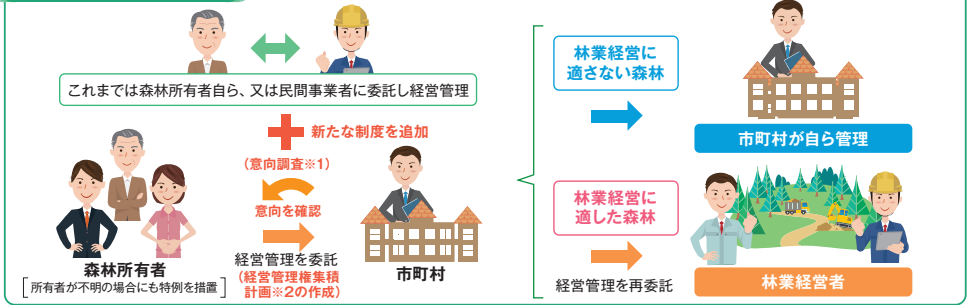 これまでは森林所有者自ら、又は民間事業者に委託し経営管理
新たな制度を追加
（意向調査※1）
意向を確認
経営管理を委託
（経営管理権集積
計画※2の作成）
森林所有者
［所有者が不明の場合にも特例を措置］
市町村
林業経営に
適さない森林
市町村が自ら管理
林業経営に
適した森林
経営管理を再委託
林業経営者